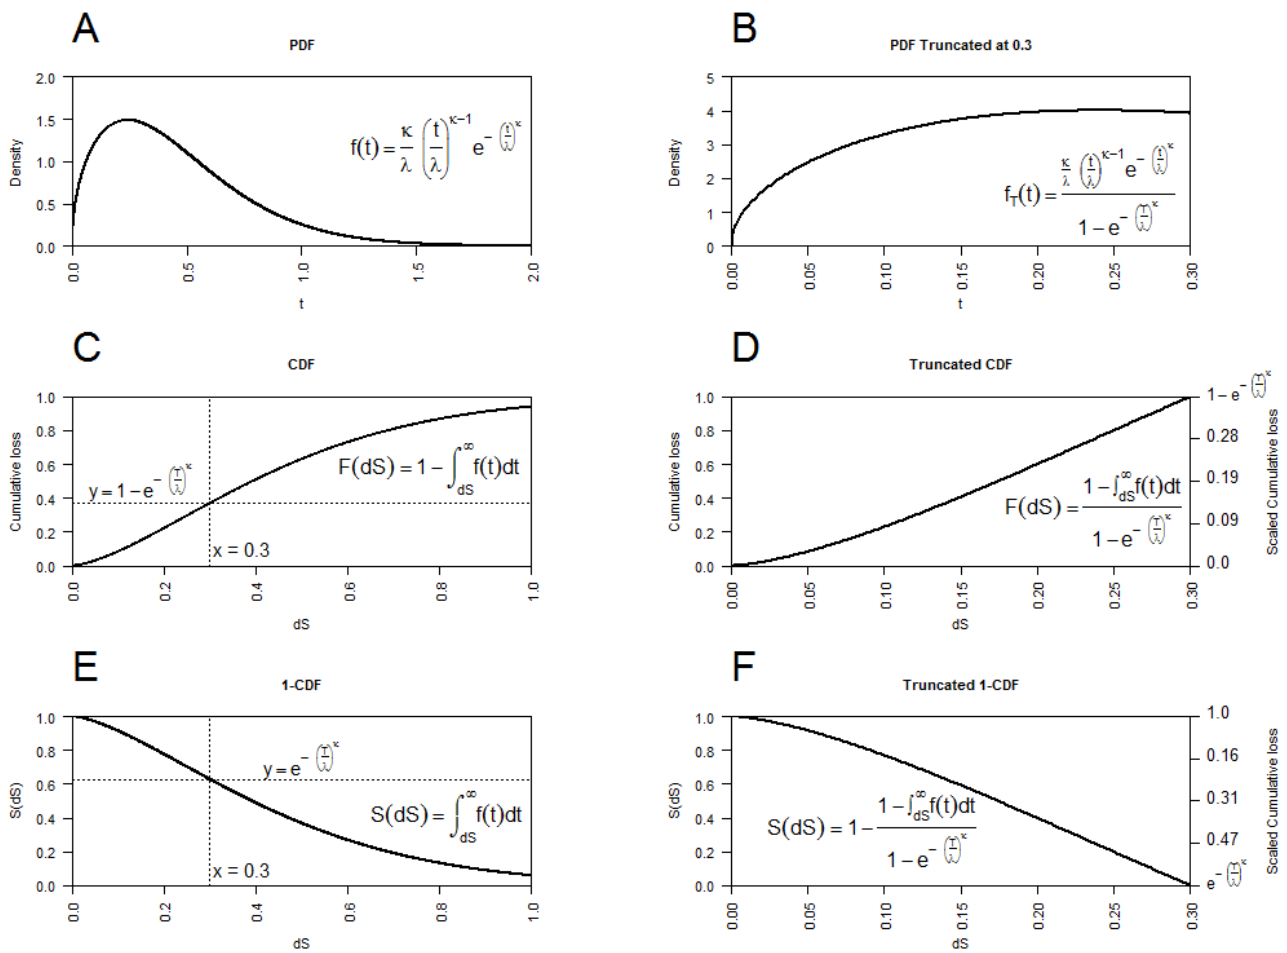 A
PDF
Density
2.0
1.5
1.0
0.5
0.0
f(t) = κ/λ (t/λ)^κ−1 e^−(t/λ)^κ
0.0 0.5 1.0 1.5 2.0
t
B
PDF Truncated at 0.3
Density
5
4
3
2
1
0
f_T(t) = κ/λ (t/λ)^κ−1 e^−(t/λ)^κ / 1 − e^−(T/λ)^κ
0.00 0.05 0.10 0.15 0.20 0.25 0.30
t
C
CDF
Cumulative loss
1.0
0.8
0.6
0.4
0.2
0.0
F(dS) = 1 − ∫_dS^∞ f(t)dt
y = 1 − e^−(T/λ)^κ
x = 0.3
0.0 0.2 0.4 0.6 0.8 1.0
dS
D
Truncated CDF
Cumulative loss
1.0
0.8
0.6
0.4
0.2
0.0
F(dS) = 1 − ∫_dS^∞ f(t)dt / 1 − e^−(T/λ)^κ
1 − e^−(T/λ)^κ
0.28
0.19
0.09
0.0
Scaled Cumulative loss
0.00 0.05 0.10 0.15 0.20 0.25 0.30
dS
E
1-CDF
S(dS)
1.0
0.8
0.6
0.4
0.2
0.0
y = e^−(T/λ)^κ
S(dS) = ∫_dS^∞ f(t)dt
x = 0.3
0.0 0.2 0.4 0.6 0.8 1.0
dS
F
Truncated 1-CDF
S(dS)
1.0
0.8
0.6
0.4
0.2
0.0
S(dS) = 1 − 1 − ∫_dS^∞ f(t)dt / 1 − e^−(T/λ)^κ
1.0
0.16
0.31
0.47
e^−(T/λ)^κ
Scaled Cumulative loss
0.00 0.05 0.10 0.15 0.20 0.25 0.30
dS